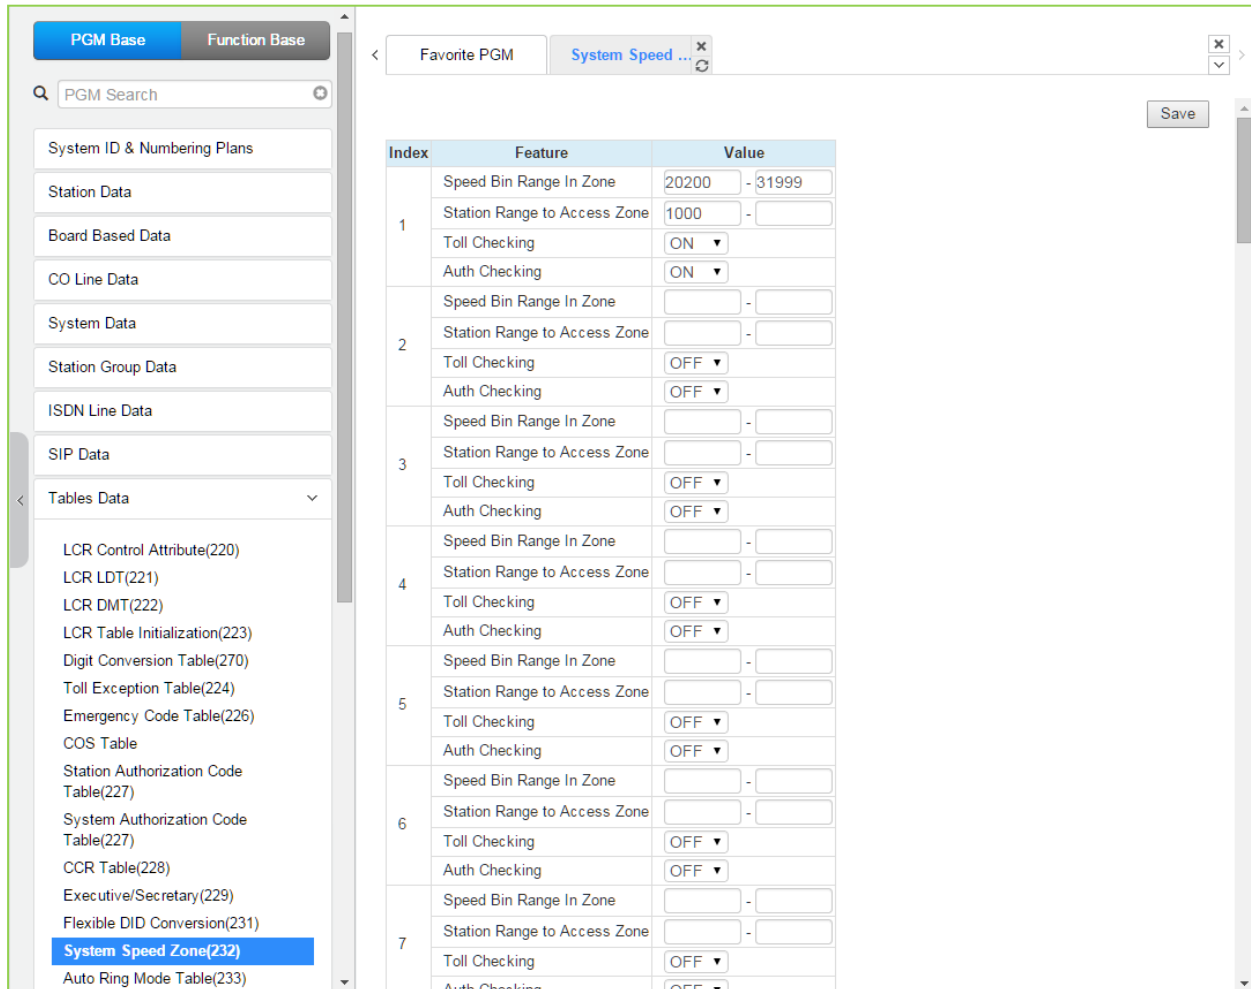 PGM Base Function Base
PGM Search
System ID & Numbering Plans
Station Data
Board Based Data
CO Line Data
System Data
Station Group Data
ISDN Line Data
SIP Data
Tables Data
LCR Control Attribute(220)
LCR LDT(221)
LCR DMT(222)
LCR Table Initialization(223)
Digit Conversion Table(270)
Toll Exception Table(224)
Emergency Code Table(226)
COS Table
Station Authorization Code
Table(227)
System Authorization Code
Table(227)
CCR Table(228)
Executive/Secretary(229)
Flexible DID Conversion(231)
System Speed Zone(232)
Auto Ring Mode Table(233)
Favorite PGM System Speed ...
Save
Index Feature Value
1
Speed Bin Range In Zone 20200 - 31999
Station Range to Access Zone 1000 -
Toll Checking ON
Auth Checking ON
2
Speed Bin Range In Zone -
Station Range to Access Zone -
Toll Checking OFF
Auth Checking OFF
3
Speed Bin Range In Zone -
Station Range to Access Zone -
Toll Checking OFF
Auth Checking OFF
4
Speed Bin Range In Zone -
Station Range to Access Zone -
Toll Checking OFF
Auth Checking OFF
5
Speed Bin Range In Zone -
Station Range to Access Zone -
Toll Checking OFF
Auth Checking OFF
6
Speed Bin Range In Zone -
Station Range to Access Zone -
Toll Checking OFF
Auth Checking OFF
7
Speed Bin Range In Zone -
Station Range to Access Zone -
Toll Checking OFF
Auth Checking OFF